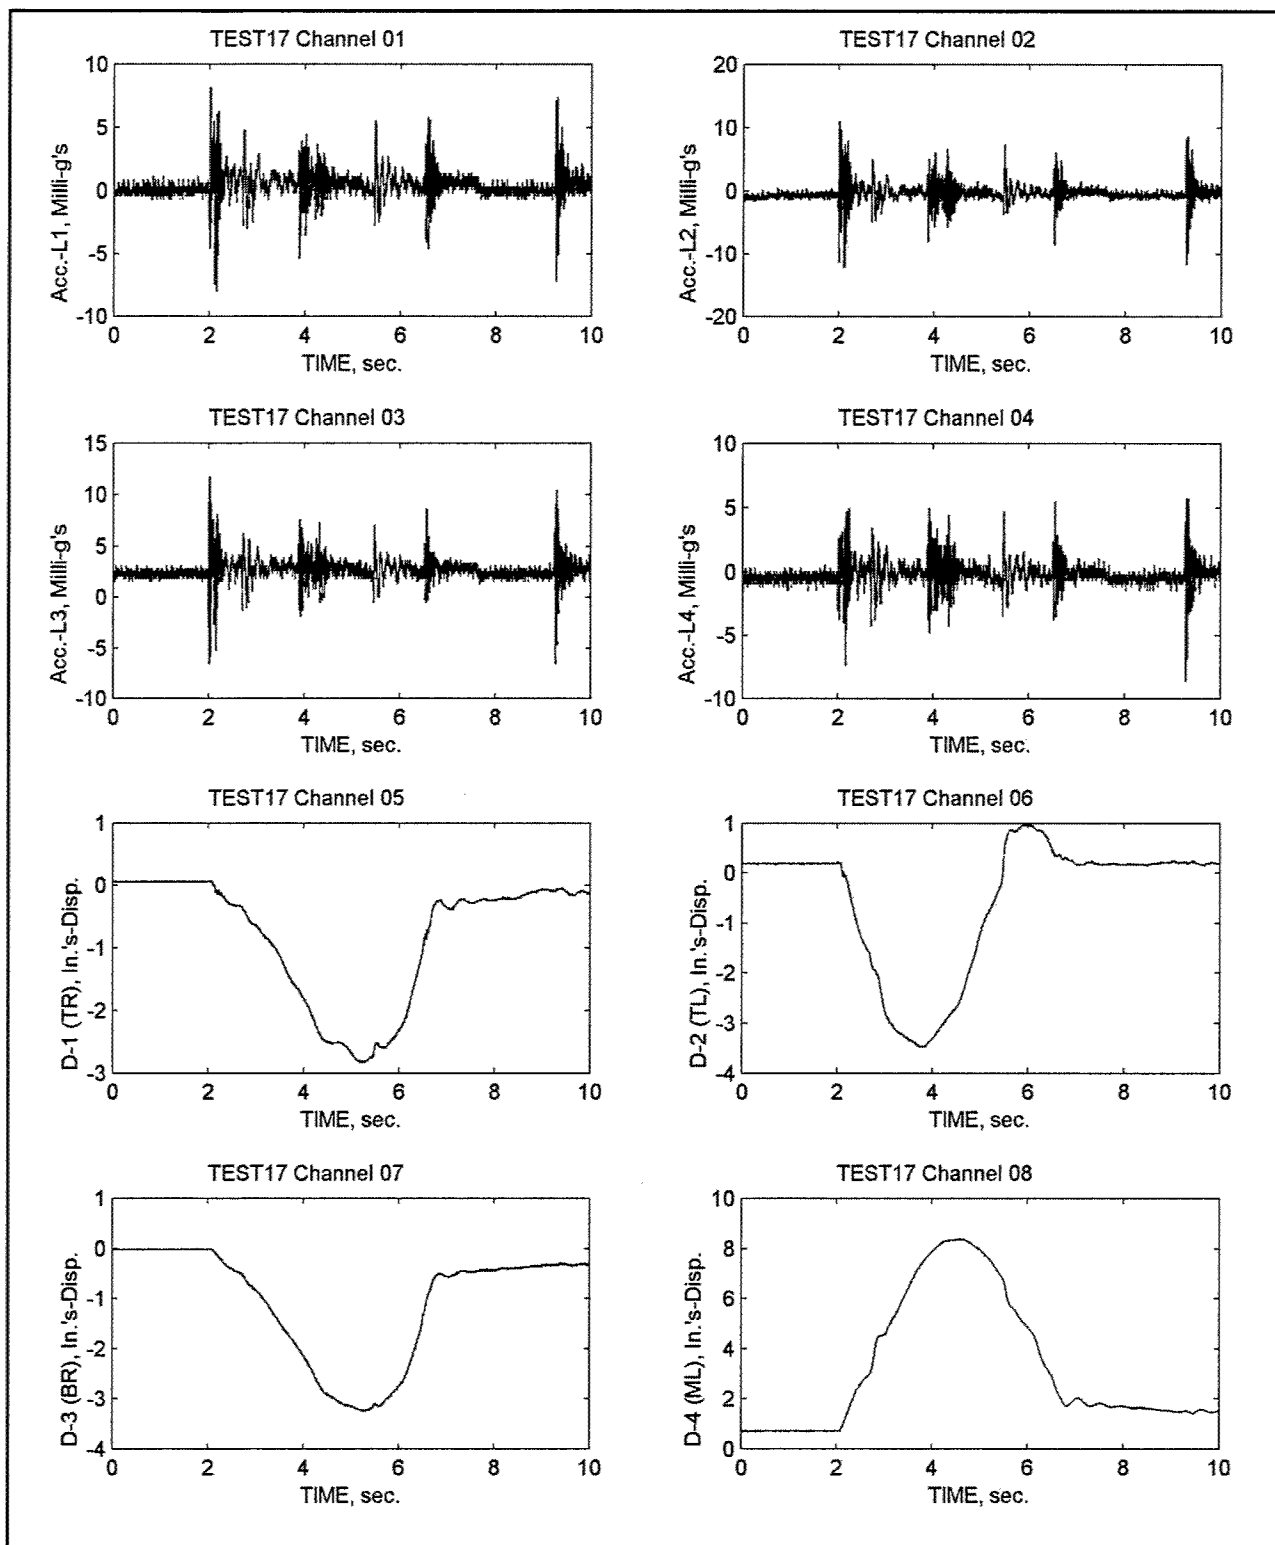 TEST17 Channel 01
10
5
0
-5
-10
Acc.-L1, Milli-g's
0 2 4 6 8 10
TIME, sec.
TEST17 Channel 02
20
10
0
-10
-20
Acc.-L2, Milli-g's
0 2 4 6 8 10
TIME, sec.
TEST17 Channel 03
15
10
5
0
-5
-10
Acc.-L3, Milli-g's
0 2 4 6 8 10
TIME, sec.
TEST17 Channel 04
10
5
0
-5
-10
Acc.-L4, Milli-g's
0 2 4 6 8 10
TIME, sec.
TEST17 Channel 05
1
0
-1
-2
-3
D-1 (TR), In.'s-Disp.
0 2 4 6 8 10
TIME, sec.
TEST17 Channel 06
1
0
-1
-2
-3
-4
D-2 (TL), In.'s-Disp.
0 2 4 6 8 10
TIME, sec.
TEST17 Channel 07
1
0
-1
-2
-3
-4
D-3 (BR), In.'s-Disp.
0 2 4 6 8 10
TIME, sec.
TEST17 Channel 08
10
8
6
4
2
0
D-4 (ML), In.'s-Disp.
0 2 4 6 8 10
TIME, sec.